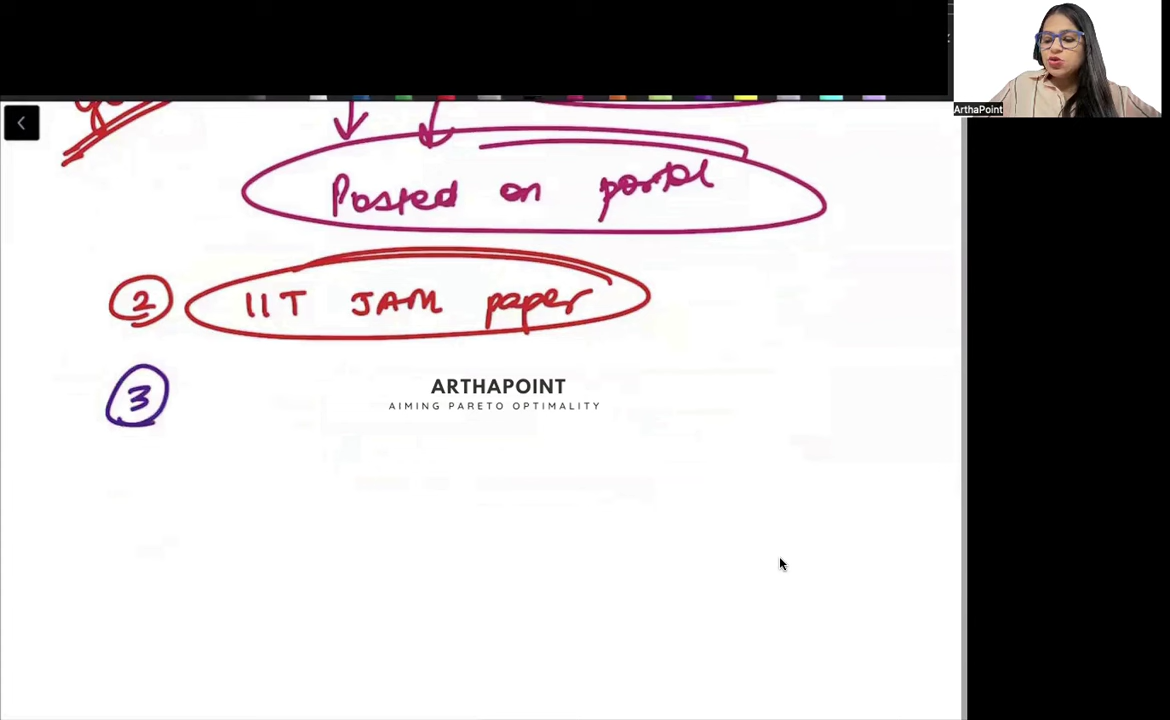 ArthaPoint
Posted on portal
2 IIT JAM paper
3
ARTHAPOINT
AIMING PARETO OPTIMALITY